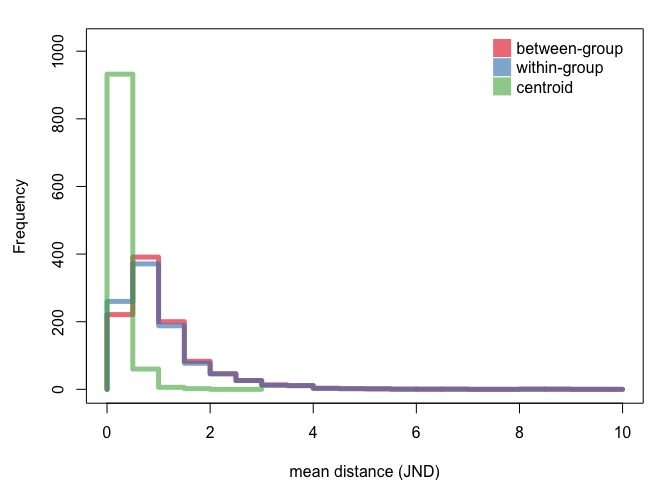 between-group
within-group
centroid
Frequency
1000
800
600
400
200
0
0 2 4 6 8 10
mean distance (JND)